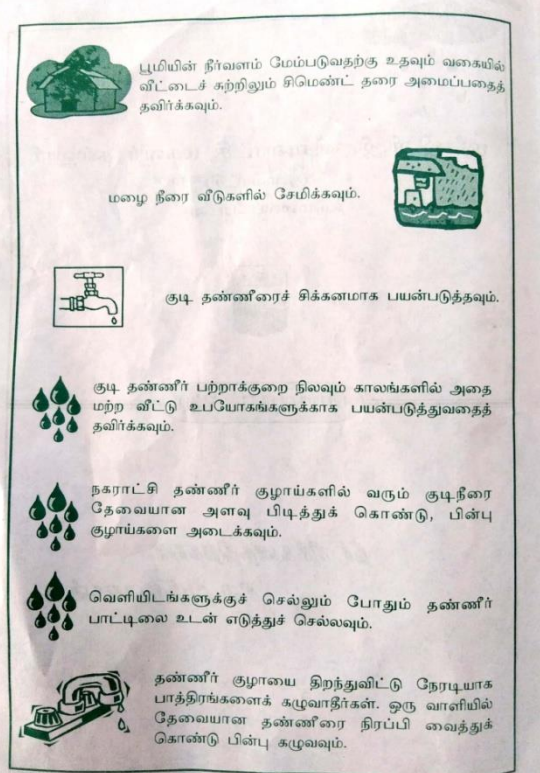 பூமியின் நீர்வளம் மேம்படுவதற்கு உதவும் வகையில்
வீட்டைச் சுற்றிலும் சிமெண்ட் தரை அமைப்பதைத்
தவிர்க்கவும்.
மழை நீரை வீடுகளில் சேமிக்கவும்.
குடி தண்ணீரைச் சிக்கனமாக பயன்படுத்தவும்.
குடி தண்ணீர் பற்றாக்குறை நிலவும் காலங்களில் அதை
மற்ற வீட்டு உபயோகங்களுக்காக பயன்படுத்துவதைத்
தவிர்க்கவும்.
நகராட்சி தண்ணீர் குழாய்களில் வரும் குடிநீரை
தேவையான அளவு பிடித்துக் கொண்டு, பின்பு
குழாய்களை அடைக்கவும்.
வெளியிடங்களுக்குச் செல்லும் போதும் தண்ணீர்
பாட்டிலை உடன் எடுத்துச் செல்லவும்.
தண்ணீர் குழாயை திறந்துவிட்டு நேரடியாக
பாத்திரங்களைக் கழுவாதீர்கள். ஒரு வாளியில்
தேவையான தண்ணீரை நிரப்பி வைத்துக்
கொண்டு பின்பு கழுவவும்.